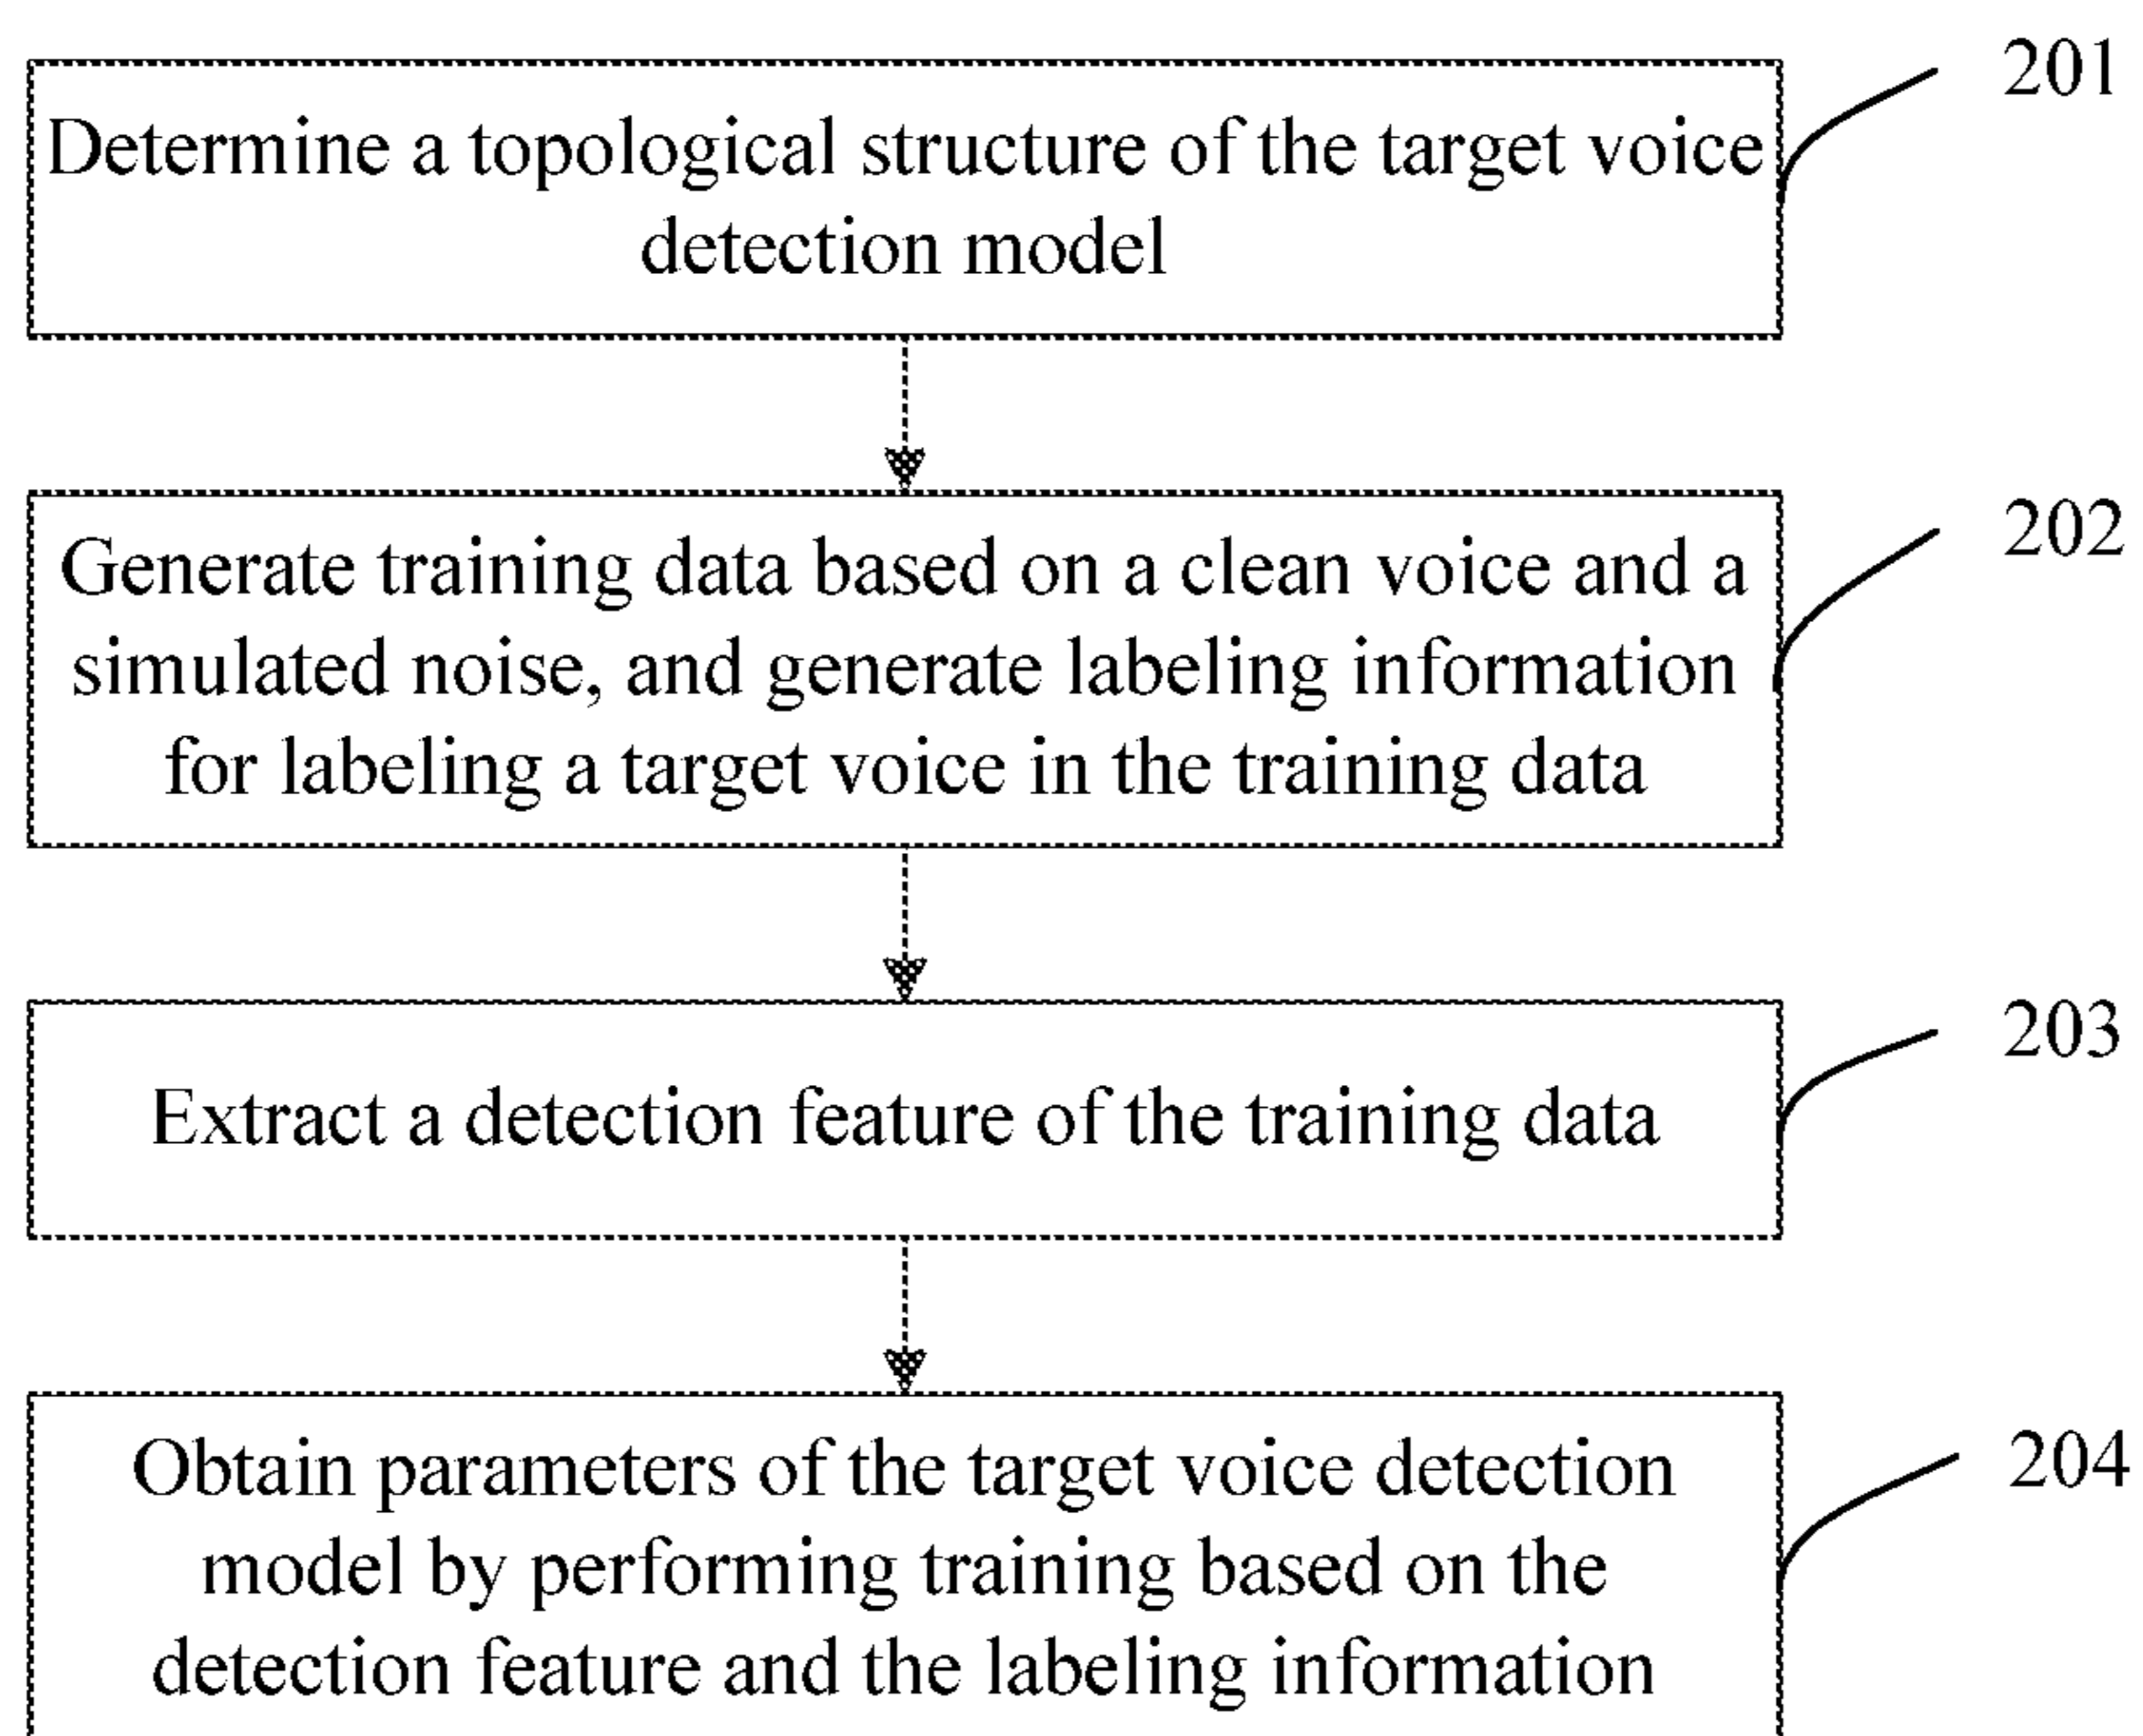 201
Determine a topological structure of the target voice
detection model
202
Generate training data based on a clean voice and a
simulated noise, and generate labeling information
for labeling a target voice in the training data
203
Extract a detection feature of the training data
204
Obtain parameters of the target voice detection
model by performing training based on the
detection feature and the labeling information